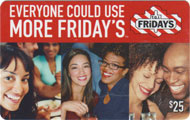 EVERYONE COULD USE
MORE FRIDAY'S.
FRIDAYS
$25